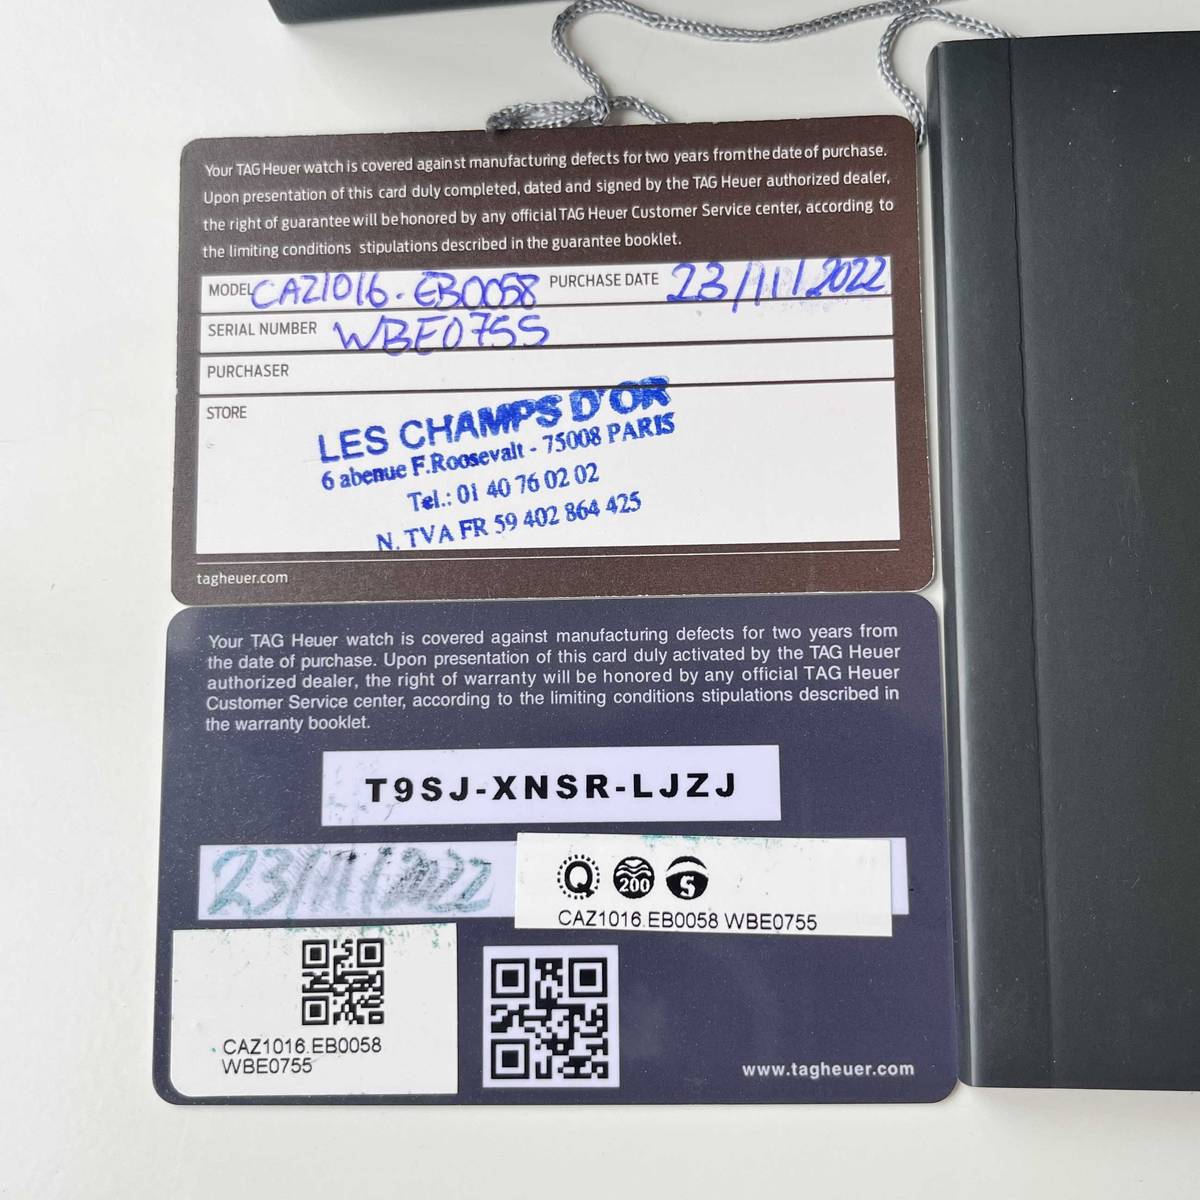 Your TAG Heuer watch is covered against manufacturing defects for two years from the date of purchase.
Upon presentation of this card duly completed, dated and signed by the TAG Heuer authorized dealer,
the right of guarantee will be honored by any official TAG Heuer Customer Service center, according to
the limiting conditions stipulations described in the guarantee booklet.
MODEL CAZ1016.EB0058 PURCHASE DATE 23/11/2022
SERIAL NUMBER WBE0755
PURCHASER
STORE
LES CHAMPS D'OR
6 abenue F.Roosevalt - 75008 PARIS
Tel.: 01 40 76 02 02
N. TVA FR 59 402 864 425
tagheuer.com
Your TAG Heuer watch is covered against manufacturing defects for two years from
the date of purchase. Upon presentation of this card duly activated by the TAG Heuer
authorized dealer, the right of warranty will be honored by any official TAG Heuer
Customer Service center, according to the limiting conditions stipulations described in
the warranty booklet.
T9SJ-XNSR-LJZJ
23/11/2022
Q 200 S
CAZ1016.EB0058 WBE0755
CAZ1016.EB0058
WBE0755
www.tagheuer.com